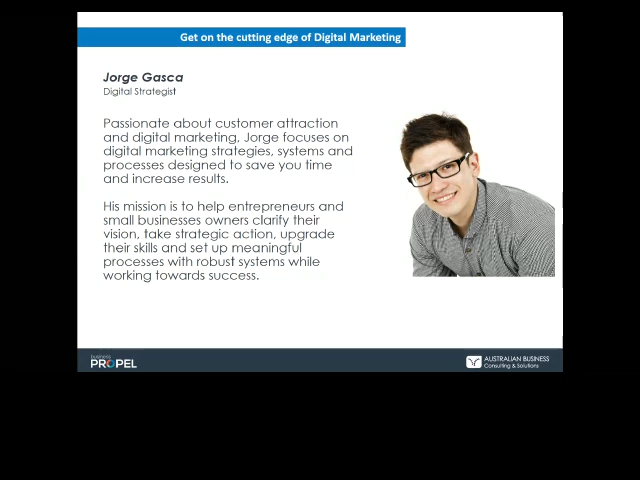 Get on the cutting edge of Digital Marketing
Jorge Gasca
Digital Strategist
Passionate about customer attraction
and digital marketing, Jorge focuses on
digital marketing strategies, systems and
processes designed to save you time
and increase results.
His mission is to help entrepreneurs and
small businesses owners clarify their
vision, take strategic action, upgrade
their skills and set up meaningful
processes with robust systems while
working towards success.
business
PROPEL
AUSTRALIAN BUSINESS
Consulting & Solutions